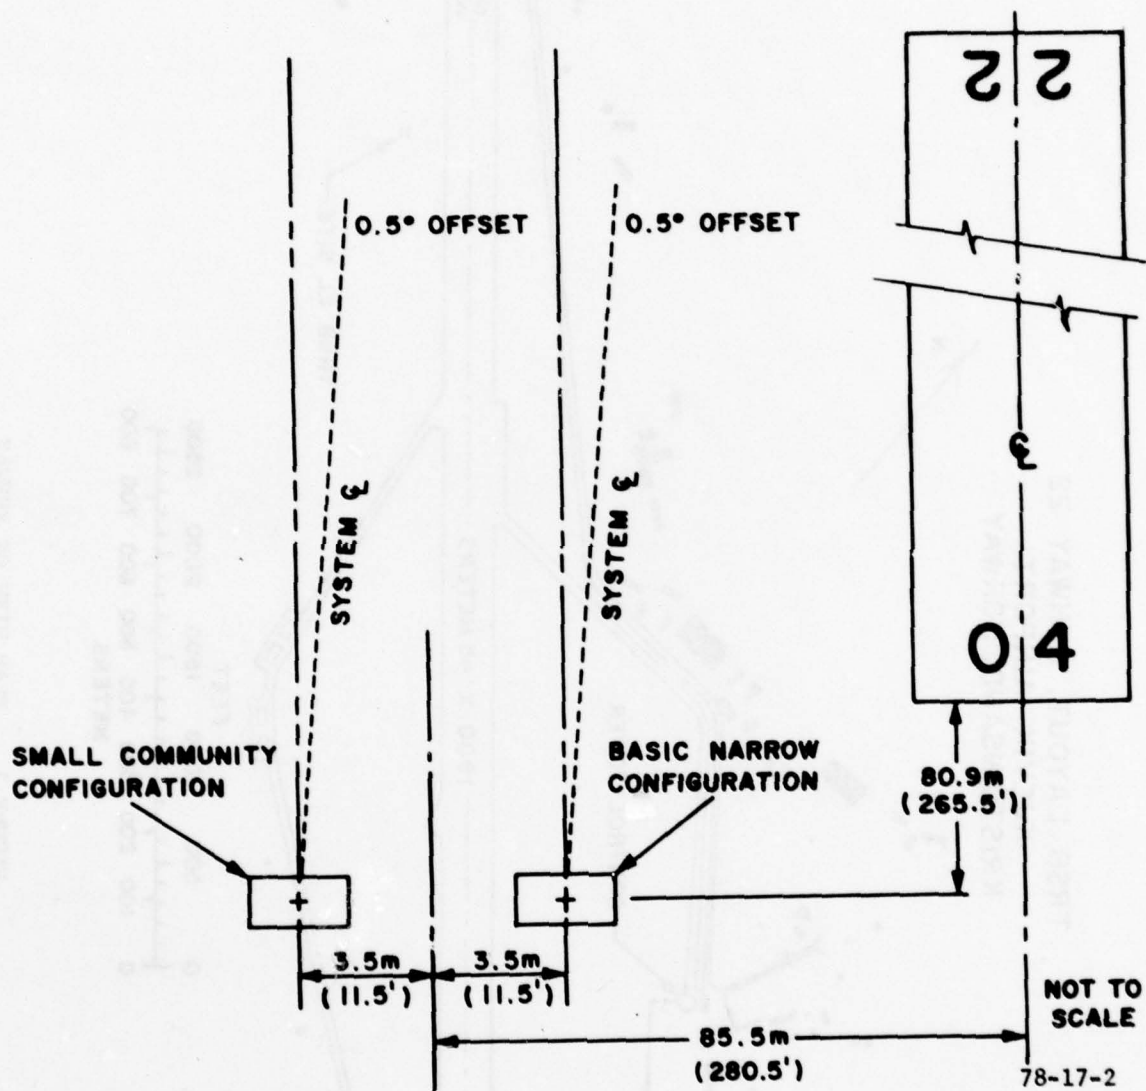 22
0.5° OFFSET
0.5° OFFSET
SYSTEM ℄
SYSTEM ℄
℄
04
SMALL COMMUNITY
CONFIGURATION
BASIC NARROW
CONFIGURATION
80.9m
(265.5')
3.5m
(11.5')
3.5m
(11.5')
85.5m
(280.5')
NOT TO
SCALE
78-17-2